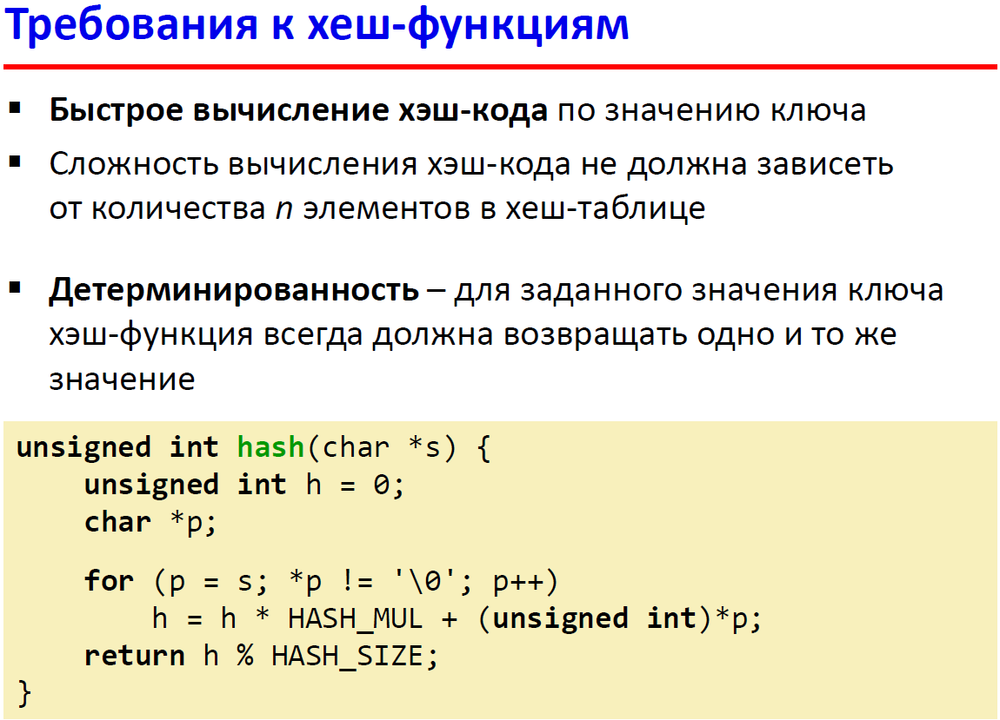 Требования к хеш-функциям
▪ Быстрое вычисление хэш-кода по значению ключа
▪ Сложность вычисления хэш-кода не должна зависеть
от количества n элементов в хеш-таблице
▪ Детерминированность – для заданного значения ключа
хэш-функция всегда должна возвращать одно и то же
значение
unsigned int hash(char *s) {
    unsigned int h = 0;
    char *p;
    for (p = s; *p != '\0'; p++)
        h = h * HASH_MUL + (unsigned int)*p;
    return h % HASH_SIZE;
}